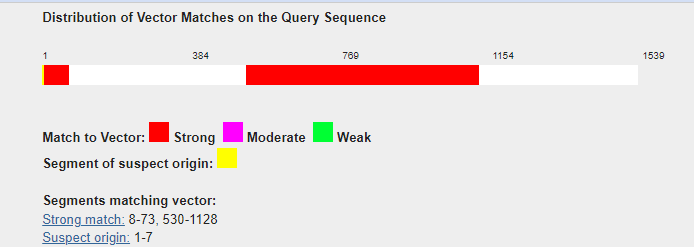 Distribution of Vector Matches on the Query Sequence
1 384 769 1154 1539
Match to Vector: Strong Moderate Weak
Segment of suspect origin:
Segments matching vector:
Strong match: 8-73, 530-1128
Suspect origin: 1-7